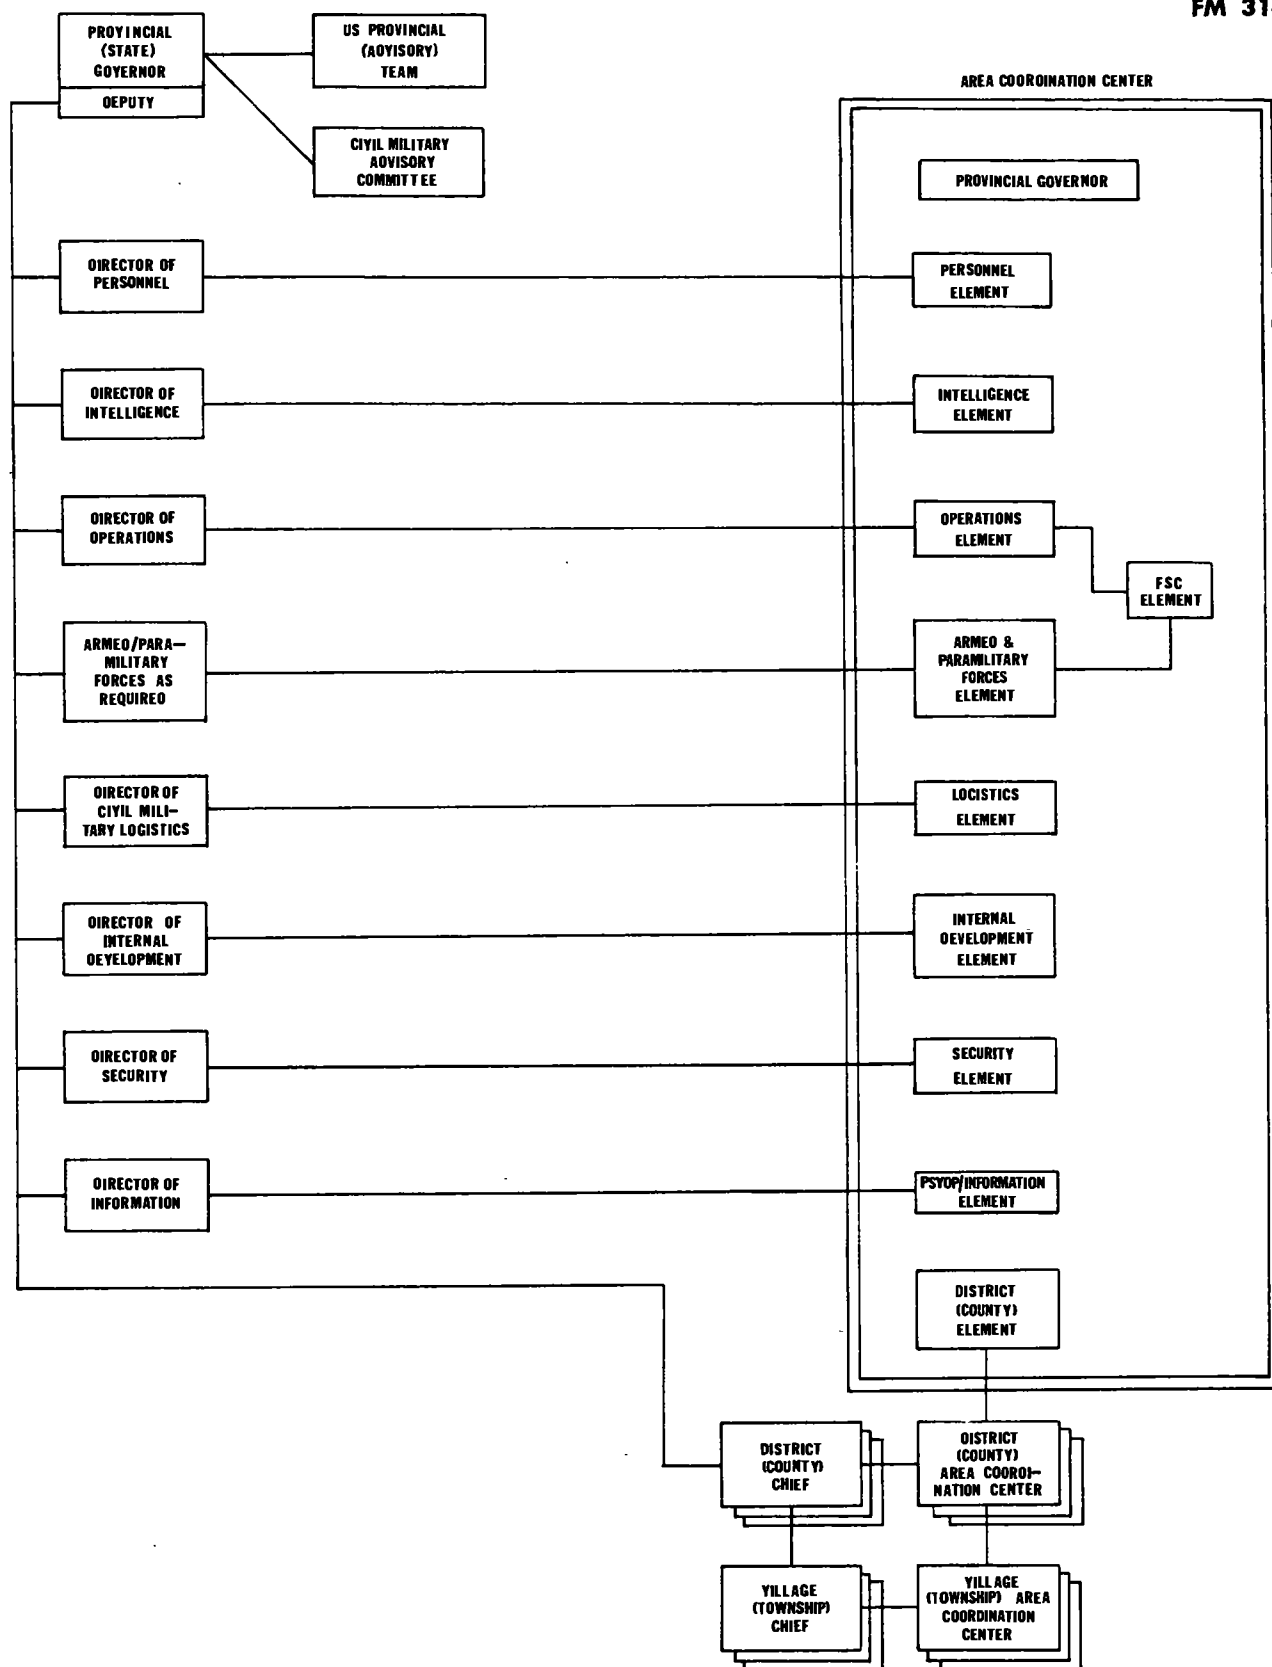 FM 31-
PROVINCIAL
(STATE)
GOVERNOR
DEPUTY
US PROVINCIAL
(ADVISORY)
TEAM
CIVIL MILITARY
ADVISORY
COMMITTEE
AREA COORDINATION CENTER
PROVINCIAL GOVERNOR
DIRECTOR OF
PERSONNEL
PERSONNEL
ELEMENT
DIRECTOR OF
INTELLIGENCE
INTELLIGENCE
ELEMENT
DIRECTOR OF
OPERATIONS
OPERATIONS
ELEMENT
FSC
ELEMENT
ARMED/PARA—
MILITARY
FORCES AS
REQUIRED
ARMED &
PARAMILITARY
FORCES
ELEMENT
DIRECTOR OF
CIVIL MILI—
TARY LOGISTICS
LOGISTICS
ELEMENT
DIRECTOR OF
INTERNAL
DEVELOPMENT
INTERNAL
DEVELOPMENT
ELEMENT
DIRECTOR OF
SECURITY
SECURITY
ELEMENT
DIRECTOR OF
INFORMATION
PSYOP/INFORMATION
ELEMENT
DISTRICT
(COUNTY)
ELEMENT
DISTRICT
(COUNTY)
CHIEF
DISTRICT
(COUNTY)
AREA COORDI—
NATION CENTER
VILLAGE
(TOWNSHIP)
CHIEF
VILLAGE
(TOWNSHIP) AREA
COORDINATION
CENTER